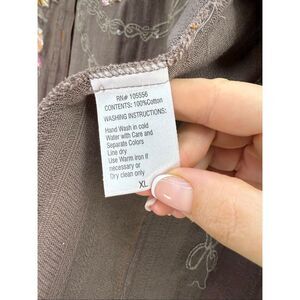 RN# 105556
CONTENTS: 100%Cotton
WASHING INSTRUCTIONS:
Hand Wash in cold
Water with Care and
Separate Colors
Line dry
Use Warm iron if
necessary or
Dry clean only
XL